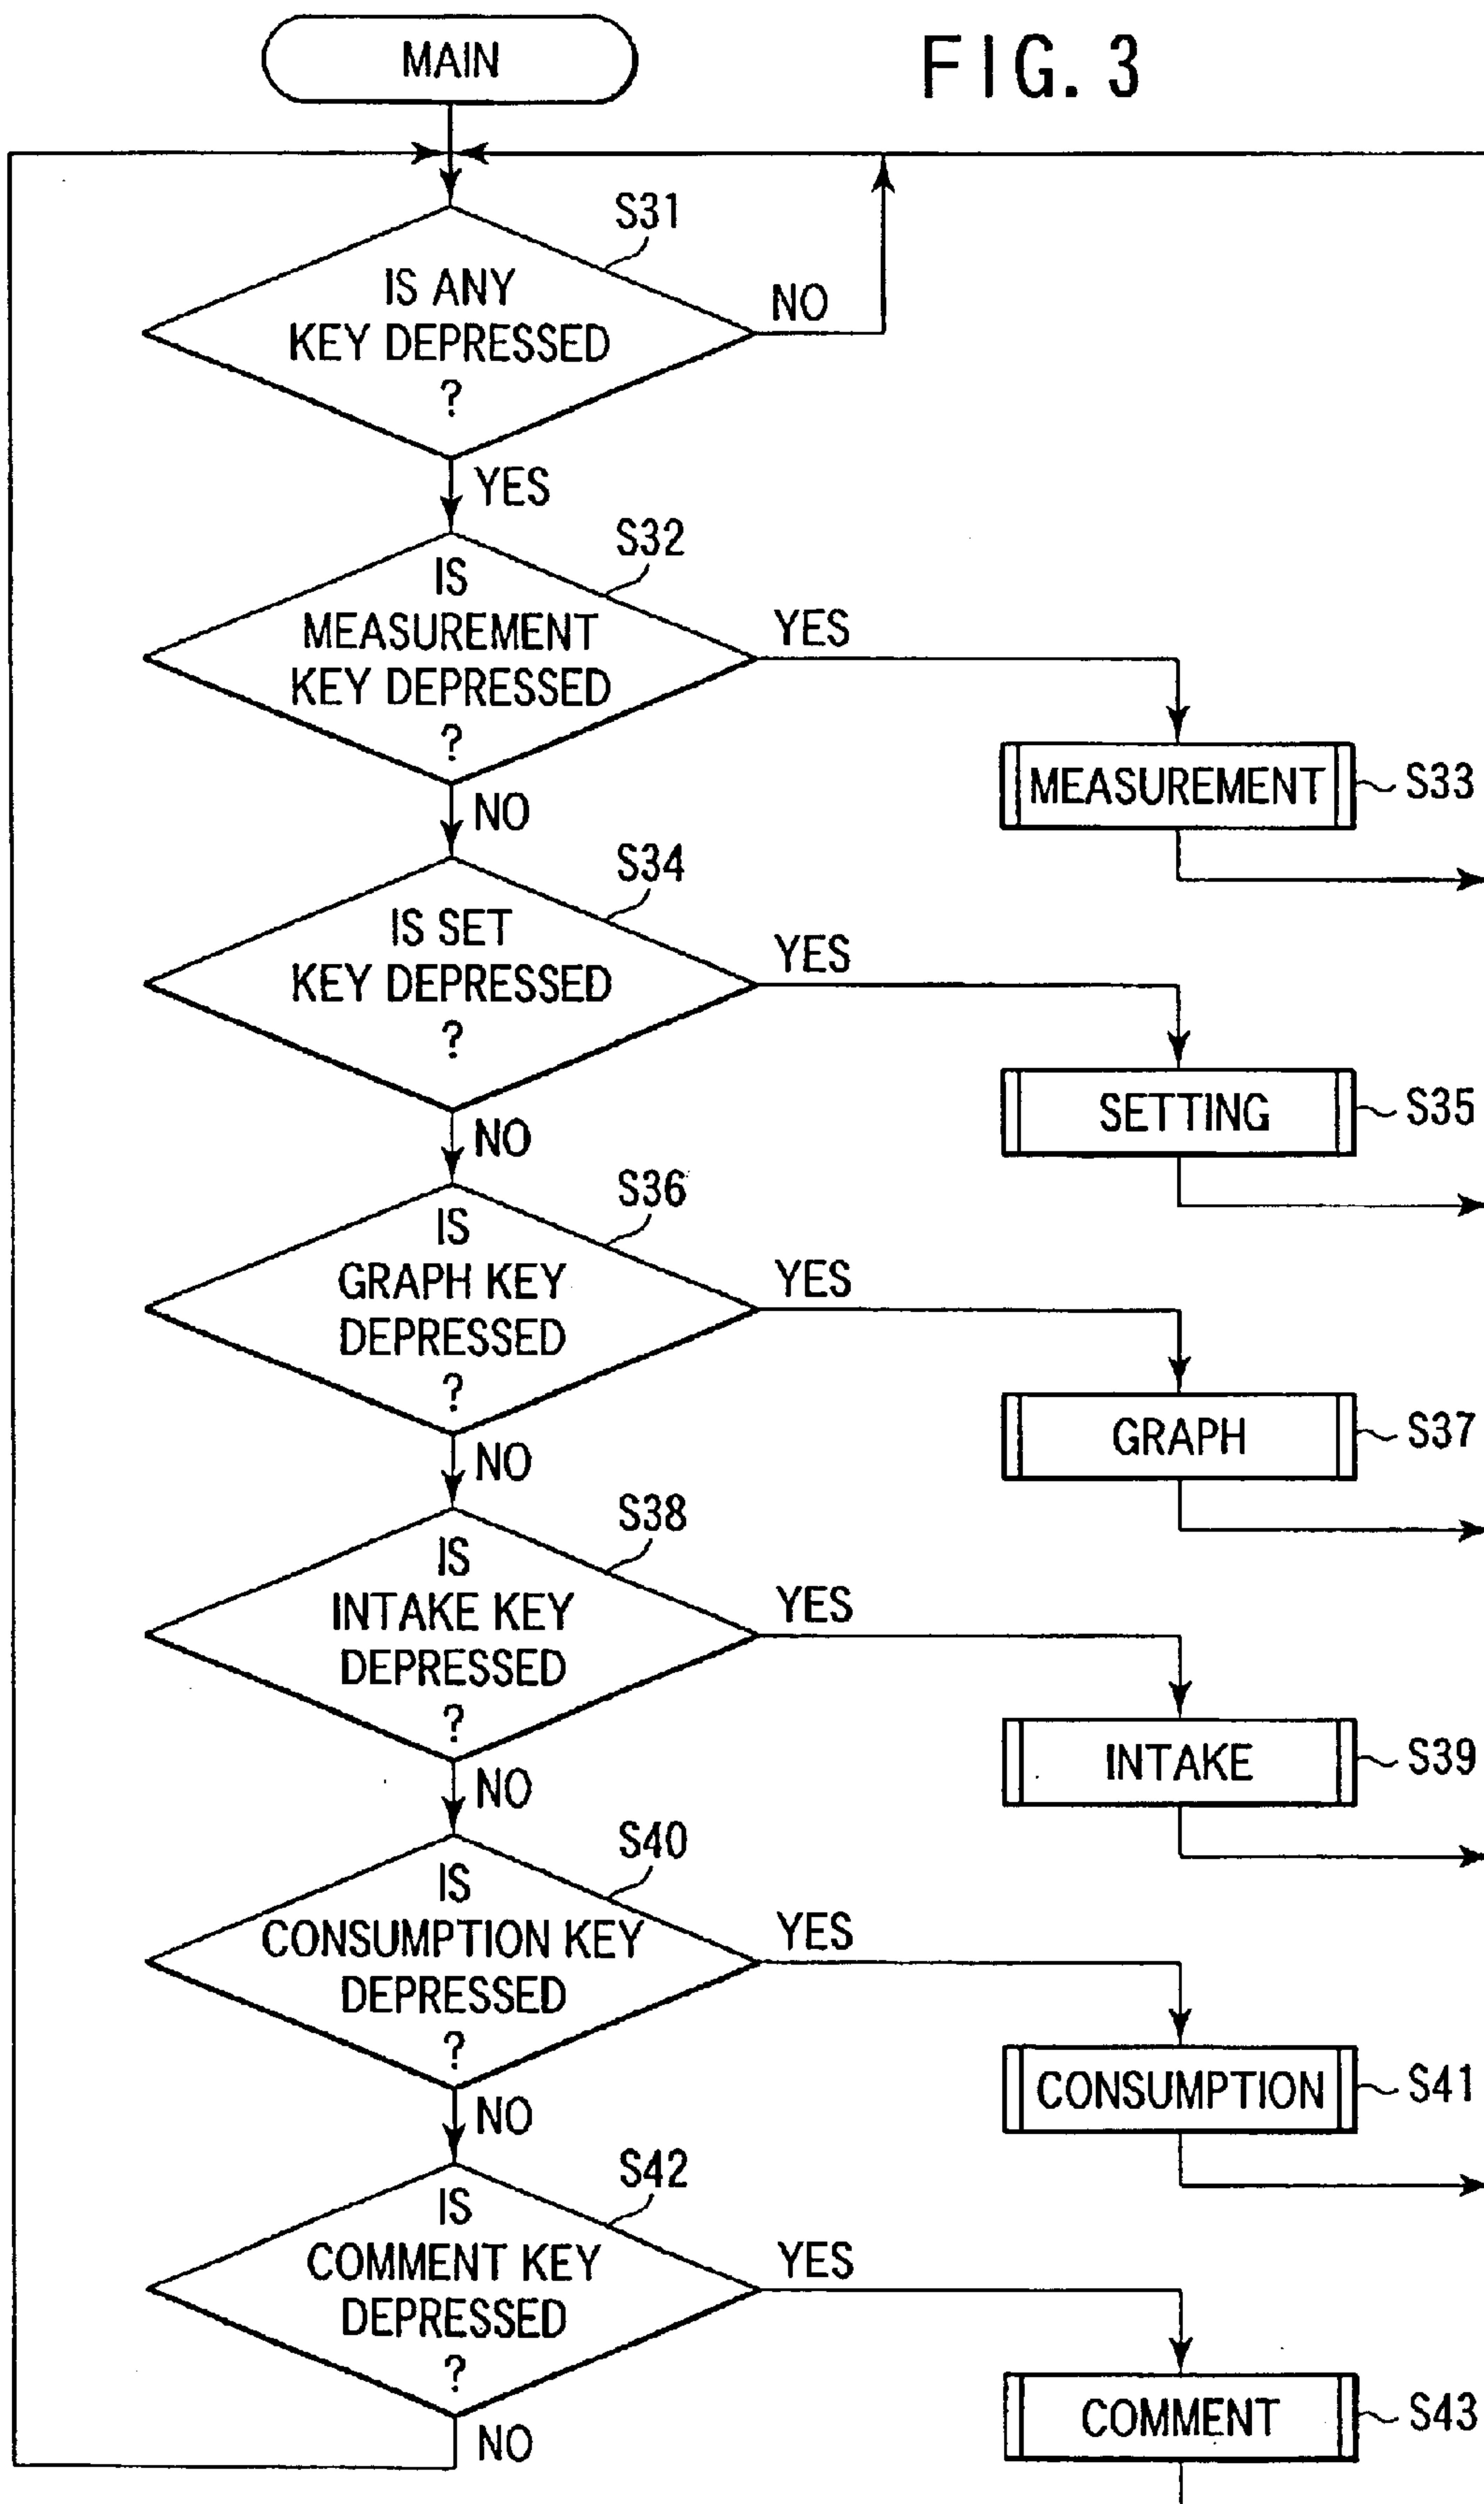 MAIN
FIG. 3
S31
IS ANY
KEY DEPRESSED
?
NO
YES
S32
IS
MEASUREMENT
KEY DEPRESSED
?
YES
MEASUREMENT
S33
NO
S34
IS SET
KEY DEPRESSED
?
YES
SETTING
S35
NO
S36
IS
GRAPH KEY
DEPRESSED
?
YES
GRAPH
S37
NO
S38
IS
INTAKE KEY
DEPRESSED
?
YES
INTAKE
S39
NO
S40
IS
CONSUMPTION KEY
DEPRESSED
?
YES
CONSUMPTION
S41
NO
S42
IS
COMMENT KEY
DEPRESSED
?
YES
COMMENT
S43
NO